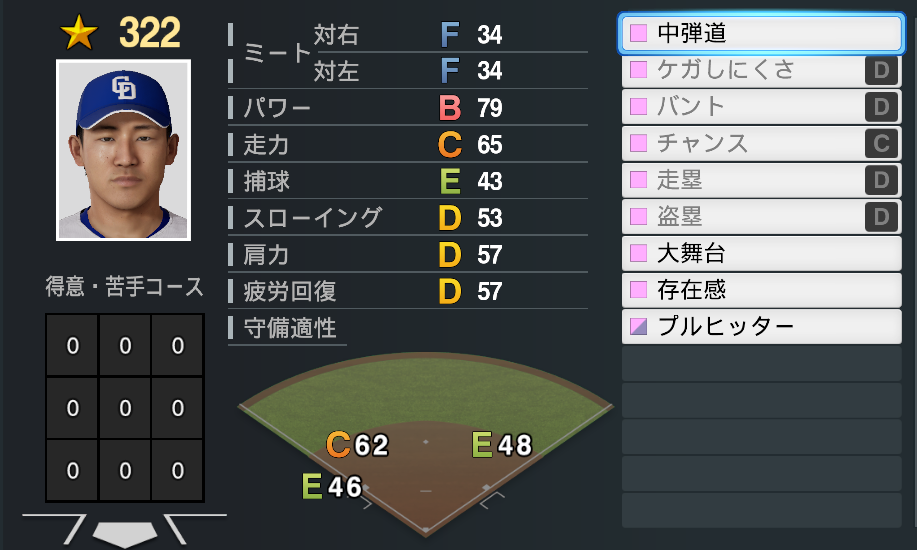 322
CD
得意・苦手コース
0 0 0
0 0 0
0 0 0
ミート
対右 F 34
対左 F 34
パワー B 79
走力 C 65
捕球 E 43
スローイング D 53
肩力 D 57
疲労回復 D 57
守備適性
C 62
E 48
E 46
中弾道
ケガしにくさ D
バント D
チャンス C
走塁 D
盗塁 D
大舞台
存在感
プルヒッター